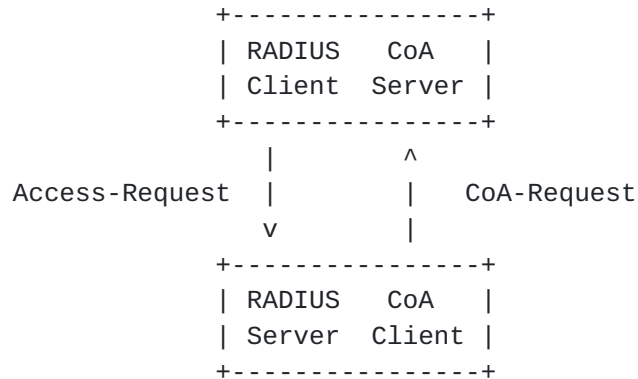 +----------------+
| RADIUS   CoA   |
| Client  Server |
+----------------+
|         ^
Access-Request  |         |   CoA-Request
v         |
+----------------+
| RADIUS   CoA   |
| Server  Client |
+----------------+